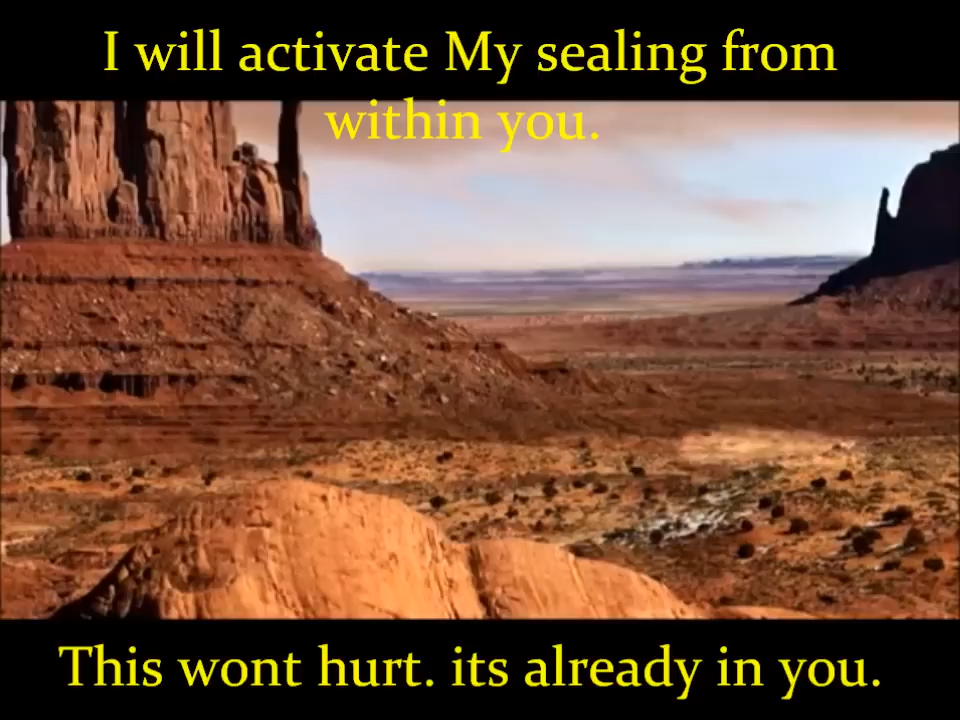 I will activate My sealing from
within you.
This wont hurt. its already in you.